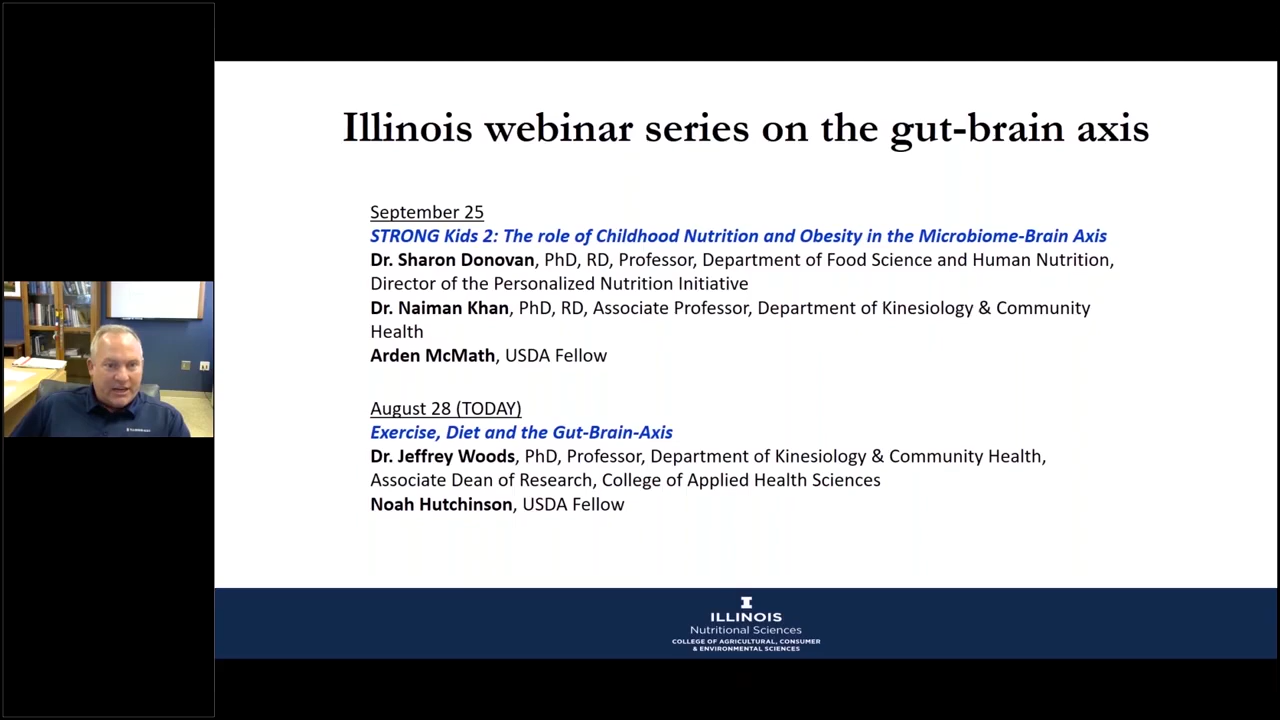 Illinois webinar series on the gut-brain axis
September 25
STRONG Kids 2: The role of Childhood Nutrition and Obesity in the Microbiome-Brain Axis
Dr. Sharon Donovan, PhD, RD, Professor, Department of Food Science and Human Nutrition,
Director of the Personalized Nutrition Initiative
Dr. Naiman Khan, PhD, RD, Associate Professor, Department of Kinesiology & Community
Health
Arden McMath, USDA Fellow
August 28 (TODAY)
Exercise, Diet and the Gut-Brain-Axis
Dr. Jeffrey Woods, PhD, Professor, Department of Kinesiology & Community Health,
Associate Dean of Research, College of Applied Health Sciences
Noah Hutchinson, USDA Fellow
I
ILLINOIS
Nutritional Sciences
COLLEGE OF AGRICULTURAL, CONSUMER
& ENVIRONMENTAL SCIENCES